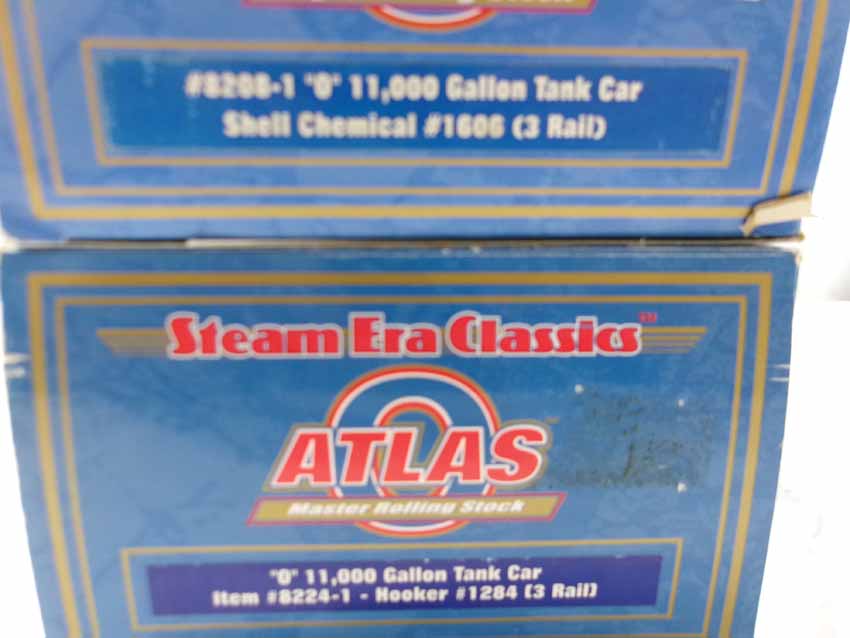 #8208-1 "O" 11,000 Gallon Tank Car
Shell Chemical #1606 (3 Rail)
Steam Era Classics™
ATLAS
Master Rolling Stock
"O" 11,000 Gallon Tank Car
Item #8224-1 - Hooker #1284 (3 Rail)